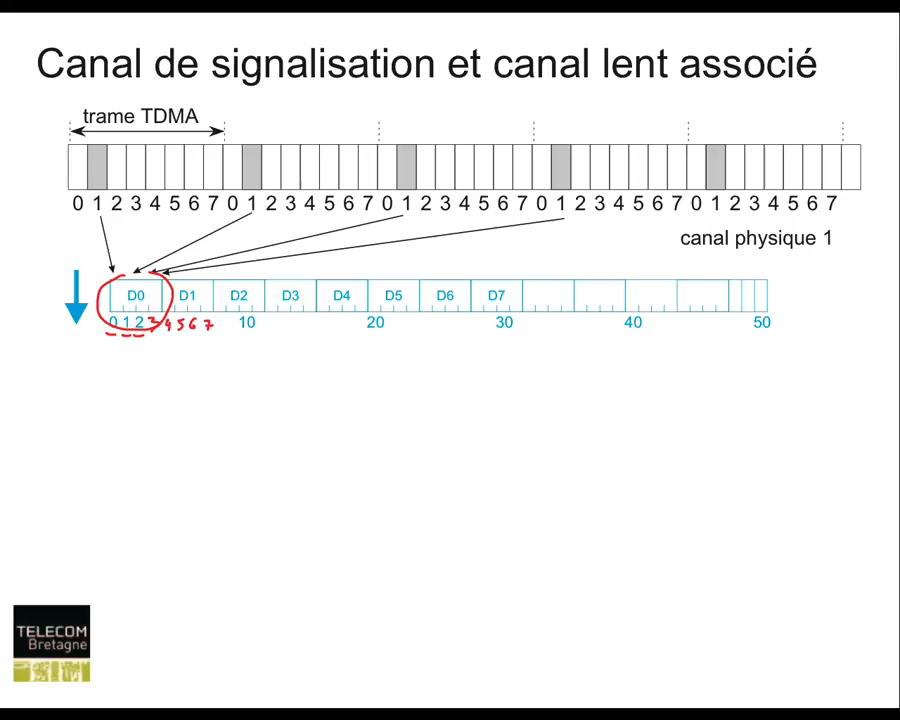 Canal de signalisation et canal lent associé
trame TDMA
0 1 2 3 4 5 6 7 0 1 2 3 4 5 6 7 0 1 2 3 4 5 6 7 0 1 2 3 4 5 6 7 0 1 2 3 4 5 6 7
canal physique 1
D0 D1 D2 D3 D4 D5 D6 D7
0 1 2 3 4 5 6 7 10 20 30 40 50
TELECOM
Bretagne